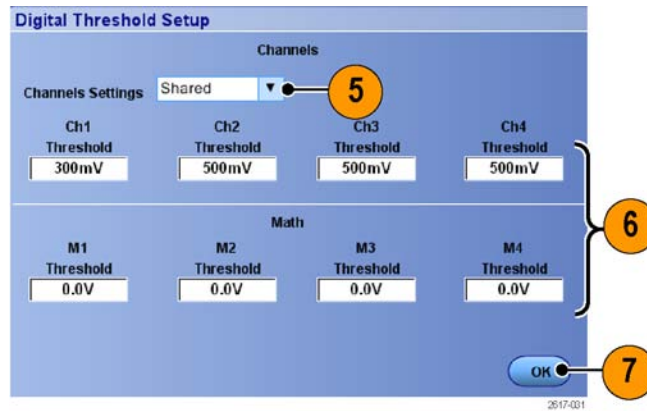 Digital Threshold Setup
Channels
Channels Settings Shared 5
Ch1 Ch2 Ch3 Ch4
Threshold Threshold Threshold Threshold
300mV 500mV 500mV 500mV
6
Math
M1 M2 M3 M4
Threshold Threshold Threshold Threshold
0.0V 0.0V 0.0V 0.0V
OK 7
2617-031